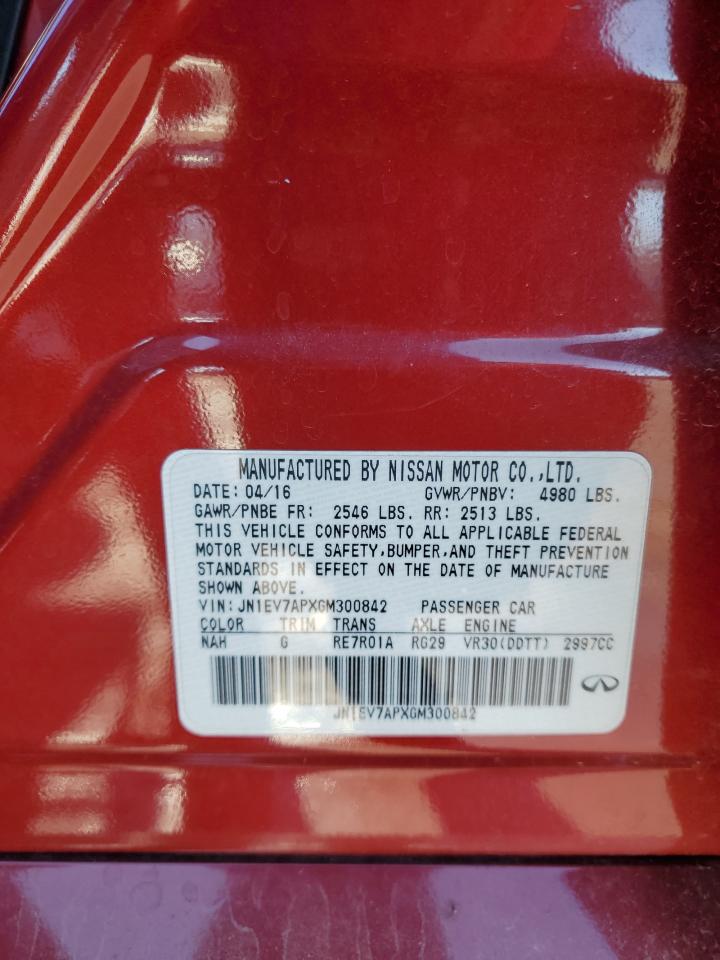 MANUFACTURED BY NISSAN MOTOR CO.,LTD.
DATE: 04/16 GVWR/PNBV: 4980 LBS.
GAWR/PNBE FR: 2546 LBS. RR: 2513 LBS.
THIS VEHICLE CONFORMS TO ALL APPLICABLE FEDERAL
MOTOR VEHICLE SAFETY,BUMPER,AND THEFT PREVENTION
STANDARDS IN EFFECT ON THE DATE OF MANUFACTURE
SHOWN ABOVE.
VIN: JN1EV7APXGM300842 PASSENGER CAR
COLOR TRIM TRANS AXLE ENGINE
NAH G RE7R01A RG29 VR30(DDTT) 2997CC
JN1EV7APXGM300842